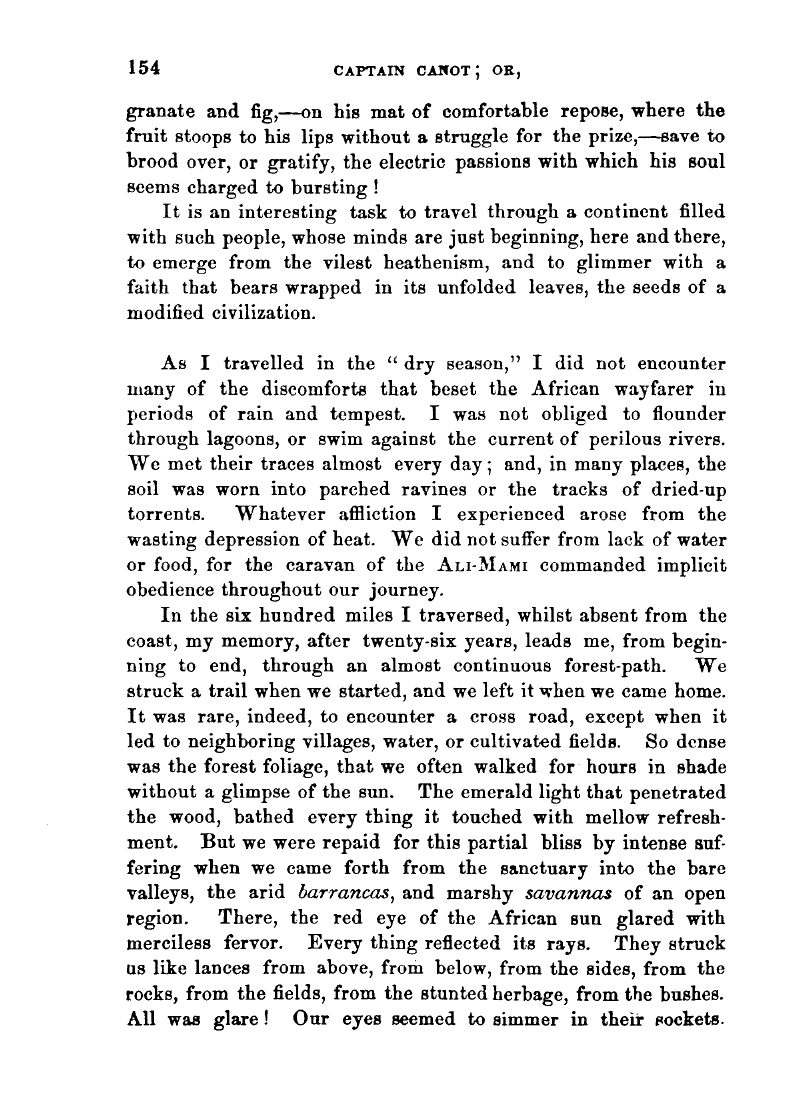 154 CAPTAIN CANOT; OR,
granate and fig,—on his mat of comfortable repose, where the
fruit stoops to his lips without a struggle for the prize,—save to
brood over, or gratify, the electric passions with which his soul
seems charged to bursting!
It is an interesting task to travel through a continent filled
with such people, whose minds are just beginning, here and there,
to emerge from the vilest heathenism, and to glimmer with a
faith that bears wrapped in its unfolded leaves, the seeds of a
modified civilization.
As I travelled in the “dry season,” I did not encounter
many of the discomforts that beset the African wayfarer in
periods of rain and tempest. I was not obliged to flounder
through lagoons, or swim against the current of perilous rivers.
We met their traces almost every day; and, in many places, the
soil was worn into parched ravines or the tracks of dried-up
torrents. Whatever affliction I experienced arose from the
wasting depression of heat. We did not suffer from lack of water
or food, for the caravan of the ALI-MAMI commanded implicit
obedience throughout our journey.
In the six hundred miles I traversed, whilst absent from the
coast, my memory, after twenty-six years, leads me, from begin-
ning to end, through an almost continuous forest-path. We
struck a trail when we started, and we left it when we came home.
It was rare, indeed, to encounter a cross road, except when it
led to neighboring villages, water, or cultivated fields. So dense
was the forest foliage, that we often walked for hours in shade
without a glimpse of the sun. The emerald light that penetrated
the wood, bathed every thing it touched with mellow refresh-
ment. But we were repaid for this partial bliss by intense suf-
fering when we came forth from the sanctuary into the bare
valleys, the arid barrancas, and marshy savannas of an open
region. There, the red eye of the African sun glared with
merciless fervor. Every thing reflected its rays. They struck
us like lances from above, from below, from the sides, from the
rocks, from the fields, from the stunted herbage, from the bushes.
All was glare! Our eyes seemed to simmer in their sockets.